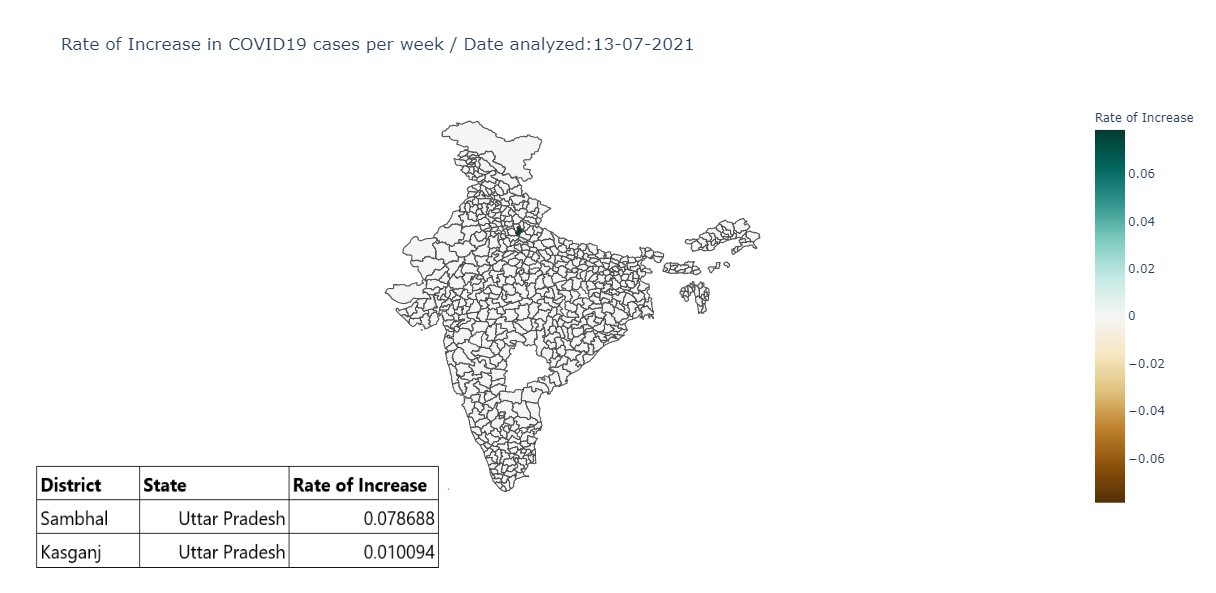 Rate of Increase in COVID19 cases per week / Date analyzed:13-07-2021
Rate of Increase
0.06
0.04
0.02
0
−0.02
−0.04
−0.06
District State Rate of Increase
Sambhal Uttar Pradesh 0.078688
Kasganj Uttar Pradesh 0.010094